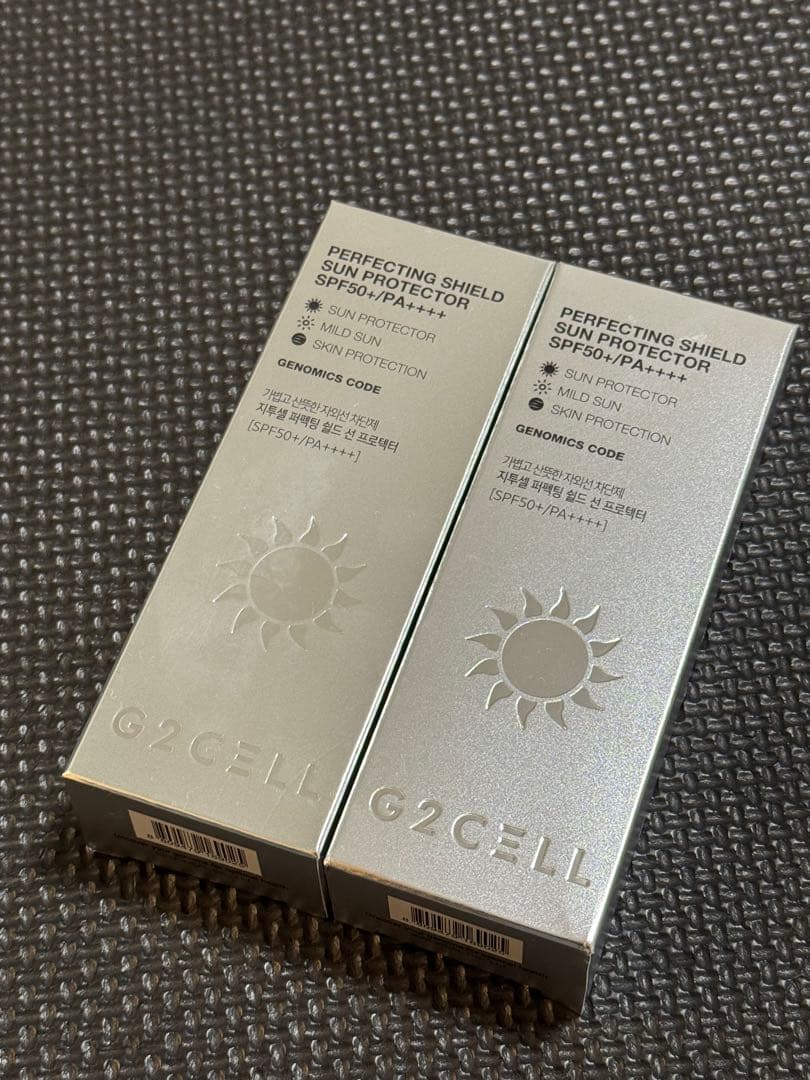 PERFECTING SHIELD
SUN PROTECTOR
SPF50+/PA++++
SUN PROTECTOR
MILD SUN
SKIN PROTECTION
GENOMICS CODE
가볍고 산뜻한 자외선 차단제
지투셀 퍼펙팅 쉴드 선 프로텍터
[SPF50+/PA++++]
G2CELL
PERFECTING SHIELD
SUN PROTECTOR
SPF50+/PA++++
SUN PROTECTOR
MILD SUN
SKIN PROTECTION
GENOMICS CODE
가볍고 산뜻한 자외선 차단제
지투셀 퍼펙팅 쉴드 선 프로텍터
[SPF50+/PA++++]
G2CELL